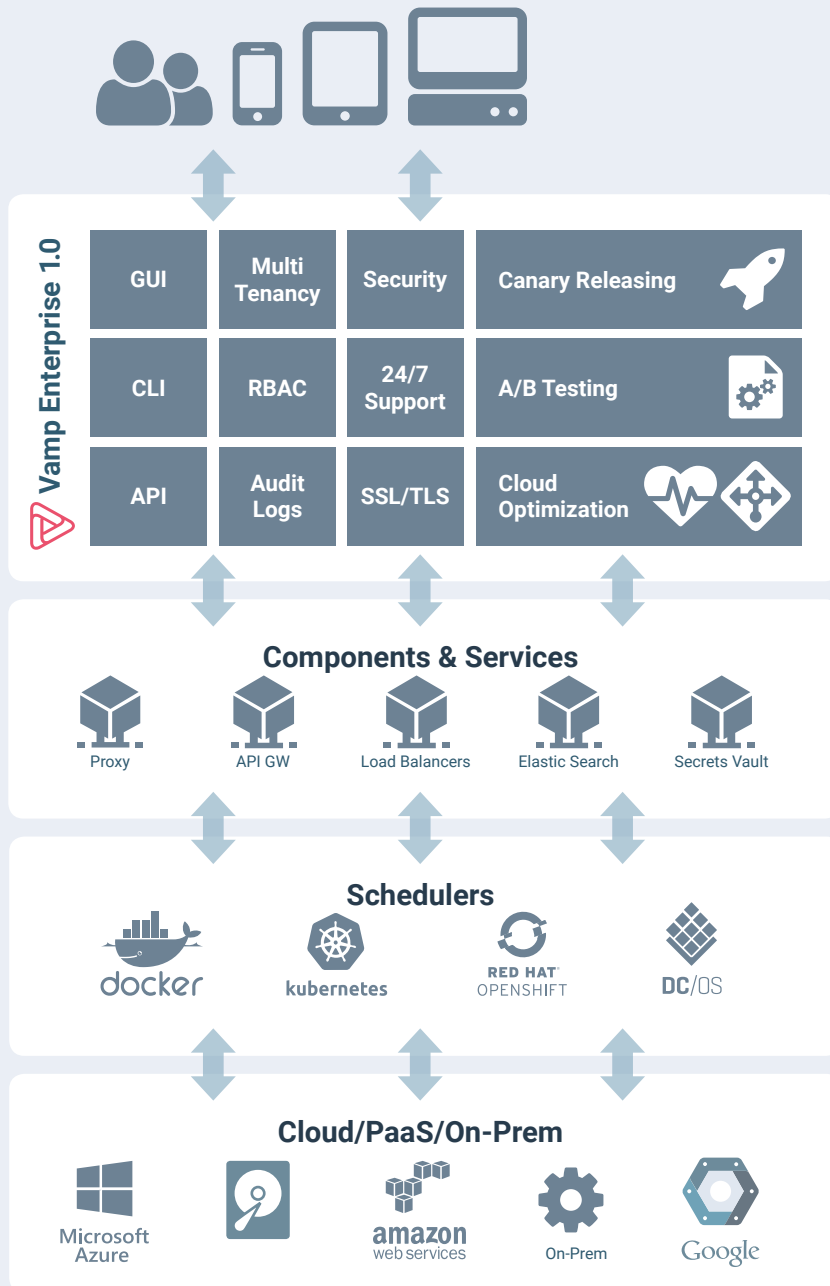 Vamp Enterprise 1.0
GUI
Multi
Tenancy
Security
Canary Releasing
CLI
RBAC
24/7
Support
A/B Testing
API
Audit
Logs
SSL/TLS
Cloud
Optimization
Components & Services
Proxy
API GW
Load Balancers
Elastic Search
Secrets Vault
Schedulers
docker
kubernetes
RED HAT
OPENSHIFT
DC/OS
Cloud/PaaS/On-Prem
Microsoft
Azure
amazon
web services
On-Prem
Google